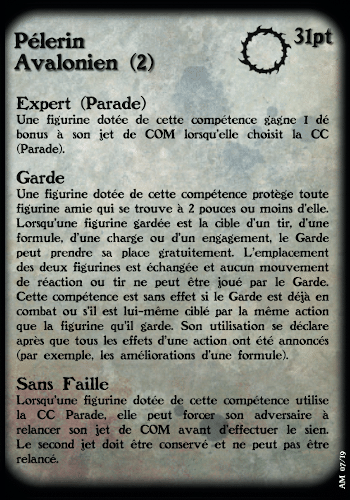 Pélerin
Avalonien (2)
31pt
Expert (Parade)
Une figurine dotée de cette compétence gagne 1 dé
bonus à son jet de COM lorsqu'elle choisit la CC
(Parade).
Garde
Une figurine dotée de cette compétence protège toute
figurine amie qui se trouve à 2 pouces ou moins d'elle.
Lorsqu'une figurine gardée est la cible d'un tir, d'une
formule, d'une charge ou d'un engagement, le Garde
peut prendre sa place gratuitement. L'emplacement
des deux figurines est échangée et aucun mouvement
de réaction ou tir ne peut être joué par le Garde.
Cette compétence est sans effet si le Garde est déjà en
combat ou s'il est lui-même ciblé par la même action
que la figurine qu'il garde. Son utilisation se déclare
après que tous les effets d'une action ont été annoncés
(par exemple, les améliorations d'une formule).
Sans Faille
Lorsqu'une figurine dotée de cette compétence utilise
la CC Parade, elle peut forcer son adversaire à
relancer son jet de COM avant d'effectuer le sien.
Le second jet doit être conservé et ne peut pas être
relancé.
AM 07/19